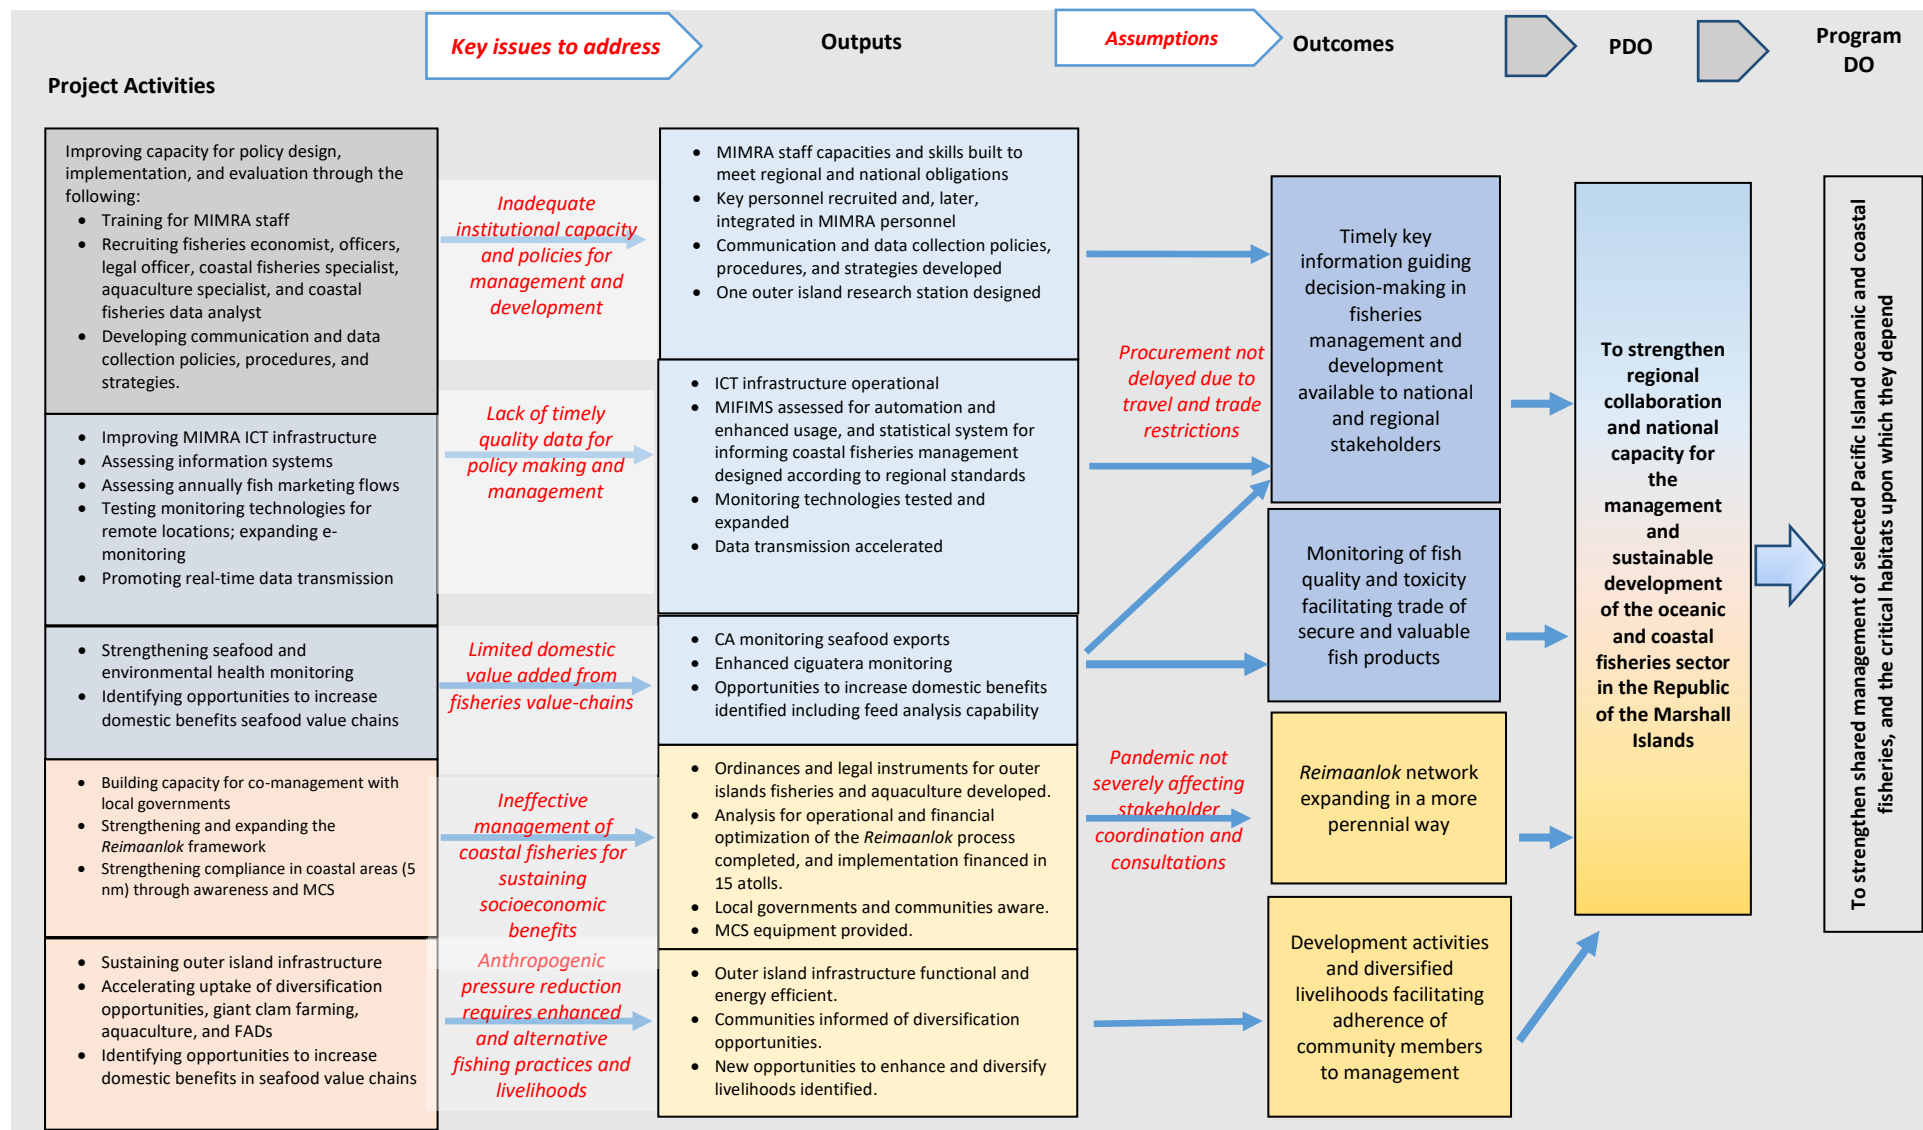 Key issues to address
Outputs
Assumptions
Outcomes
PDO
Program
DO
Project Activities
Improving capacity for policy design,
implementation, and evaluation through the
following:
• Training for MIMRA staff
• Recruiting fisheries economist, officers,
legal officer, coastal fisheries specialist,
aquaculture specialist, and coastal
fisheries data analyst
• Developing communication and data
collection policies, procedures, and
strategies.
Inadequate
institutional capacity
and policies for
management and
development
• MIMRA staff capacities and skills built to
meet regional and national obligations
• Key personnel recruited and, later,
integrated in MIMRA personnel
• Communication and data collection policies,
procedures, and strategies developed
• One outer island research station designed
• Improving MIMRA ICT infrastructure
• Assessing information systems
• Assessing annually fish marketing flows
• Testing monitoring technologies for
remote locations; expanding e-
monitoring
• Promoting real-time data transmission
Lack of timely
quality data for
policy making and
management
• ICT infrastructure operational
• MIFIMS assessed for automation and
enhanced usage, and statistical system for
informing coastal fisheries management
designed according to regional standards
• Monitoring technologies tested and
expanded
• Data transmission accelerated
• Strengthening seafood and
environmental health monitoring
• Identifying opportunities to increase
domestic benefits seafood value chains
Limited domestic
value added from
fisheries value-chains
• CA monitoring seafood exports
• Enhanced ciguatera monitoring
• Opportunities to increase domestic benefits
identified including feed analysis capability
• Building capacity for co-management with
local governments
• Strengthening and expanding the
Reimaanlok framework
• Strengthening compliance in coastal areas (5
nm) through awareness and MCS
Ineffective
management of
coastal fisheries for
sustaining
socioeconomic
benefits
• Ordinances and legal instruments for outer
islands fisheries and aquaculture developed.
• Analysis for operational and financial
optimization of the Reimaanlok process
completed, and implementation financed in
15 atolls.
• Local governments and communities aware.
• MCS equipment provided.
• Sustaining outer island infrastructure
• Accelerating uptake of diversification
opportunities, giant clam farming,
aquaculture, and FADs
• Identifying opportunities to increase
domestic benefits in seafood value chains
Anthropogenic
pressure reduction
requires enhanced
and alternative
fishing practices and
livelihoods
• Outer island infrastructure functional and
energy efficient.
• Communities informed of diversification
opportunities.
• New opportunities to enhance and diversify
livelihoods identified.
Procurement not
delayed due to
travel and trade
restrictions
Pandemic not
severely affecting
stakeholder
coordination and
consultations
Timely key
information guiding
decision-making in
fisheries
management and
development
available to national
and regional
stakeholders
Monitoring of fish
quality and toxicity
facilitating trade of
secure and valuable
fish products
Reimaanlok network
expanding in a more
perennial way
Development activities
and diversified
livelihoods facilitating
adherence of
community members
to management
To strengthen
regional
collaboration
and national
capacity for
the
management
and
sustainable
development
of the oceanic
and coastal
fisheries sector
in the Republic
of the Marshall
Islands
To strengthen shared management of selected Pacific Island oceanic and coastal
fisheries, and the critical habitats upon which they depend